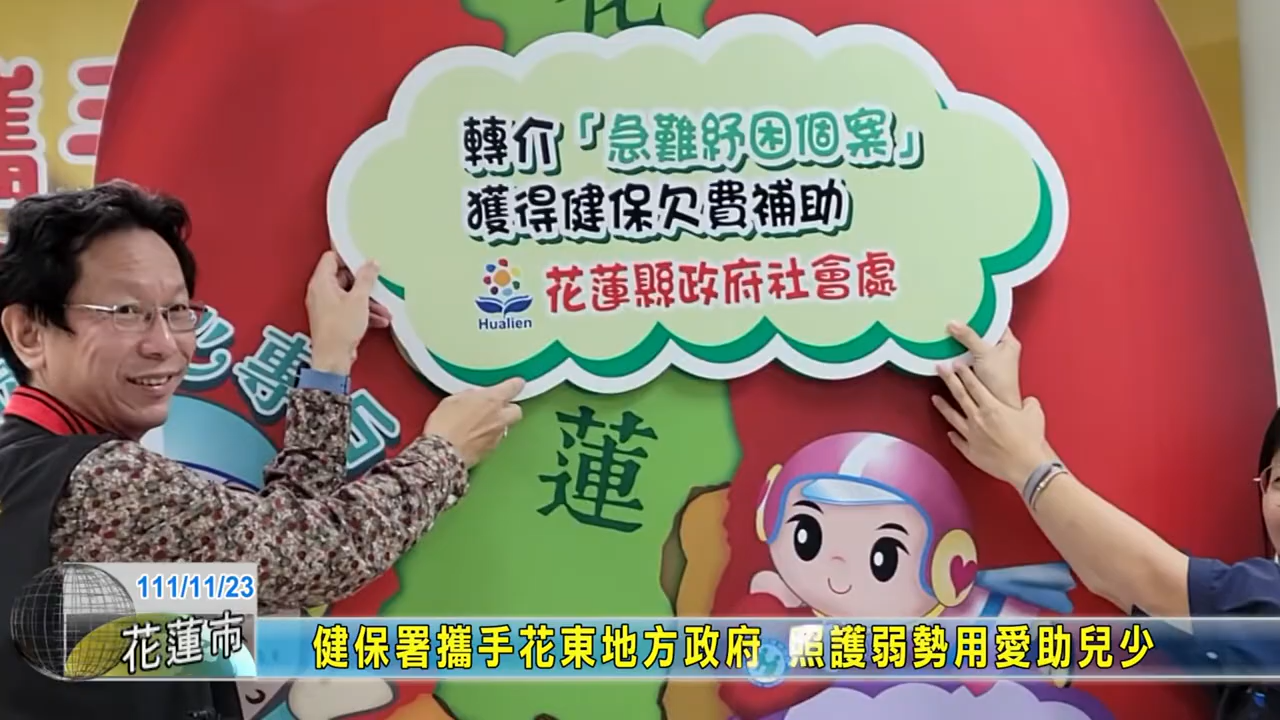 花
轉介「急難紓困個案」
獲得健保欠費補助
Hualien
花蓮縣政府社會處
蓮
111/11/23
花蓮市
健保署攜手花東地方政府 照護弱勢用愛助兒少